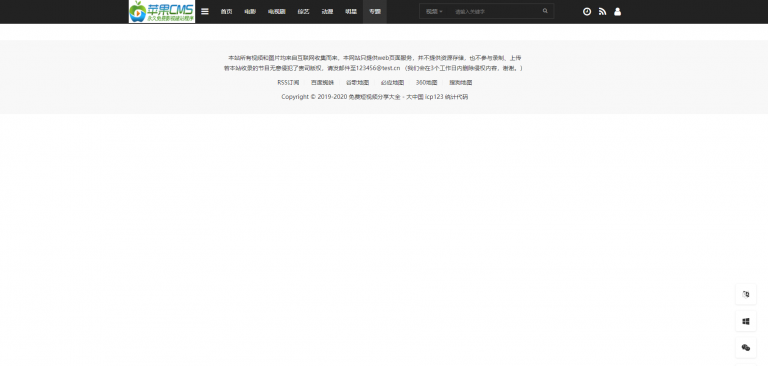 苹果CMS
永久免费影视建站程序
首页 电影 电视剧 综艺 动漫 明星 专题 视频 请输入关键字
本站所有视频和图片均来自互联网收集而来，本网站只提供web页面服务，并不提供资源存储，也不参与录制、上传
若本站收录的节目无意侵犯了贵司版权，请发邮件至123456@test.cn （我们会在3个工作日内删除侵权内容，谢谢。）
RSS订阅 百度蜘蛛 谷歌地图 必应地图 360地图 搜狗地图
Copyright © 2019-2020 免费短视频分享大全 - 大中国 icp123 统计代码